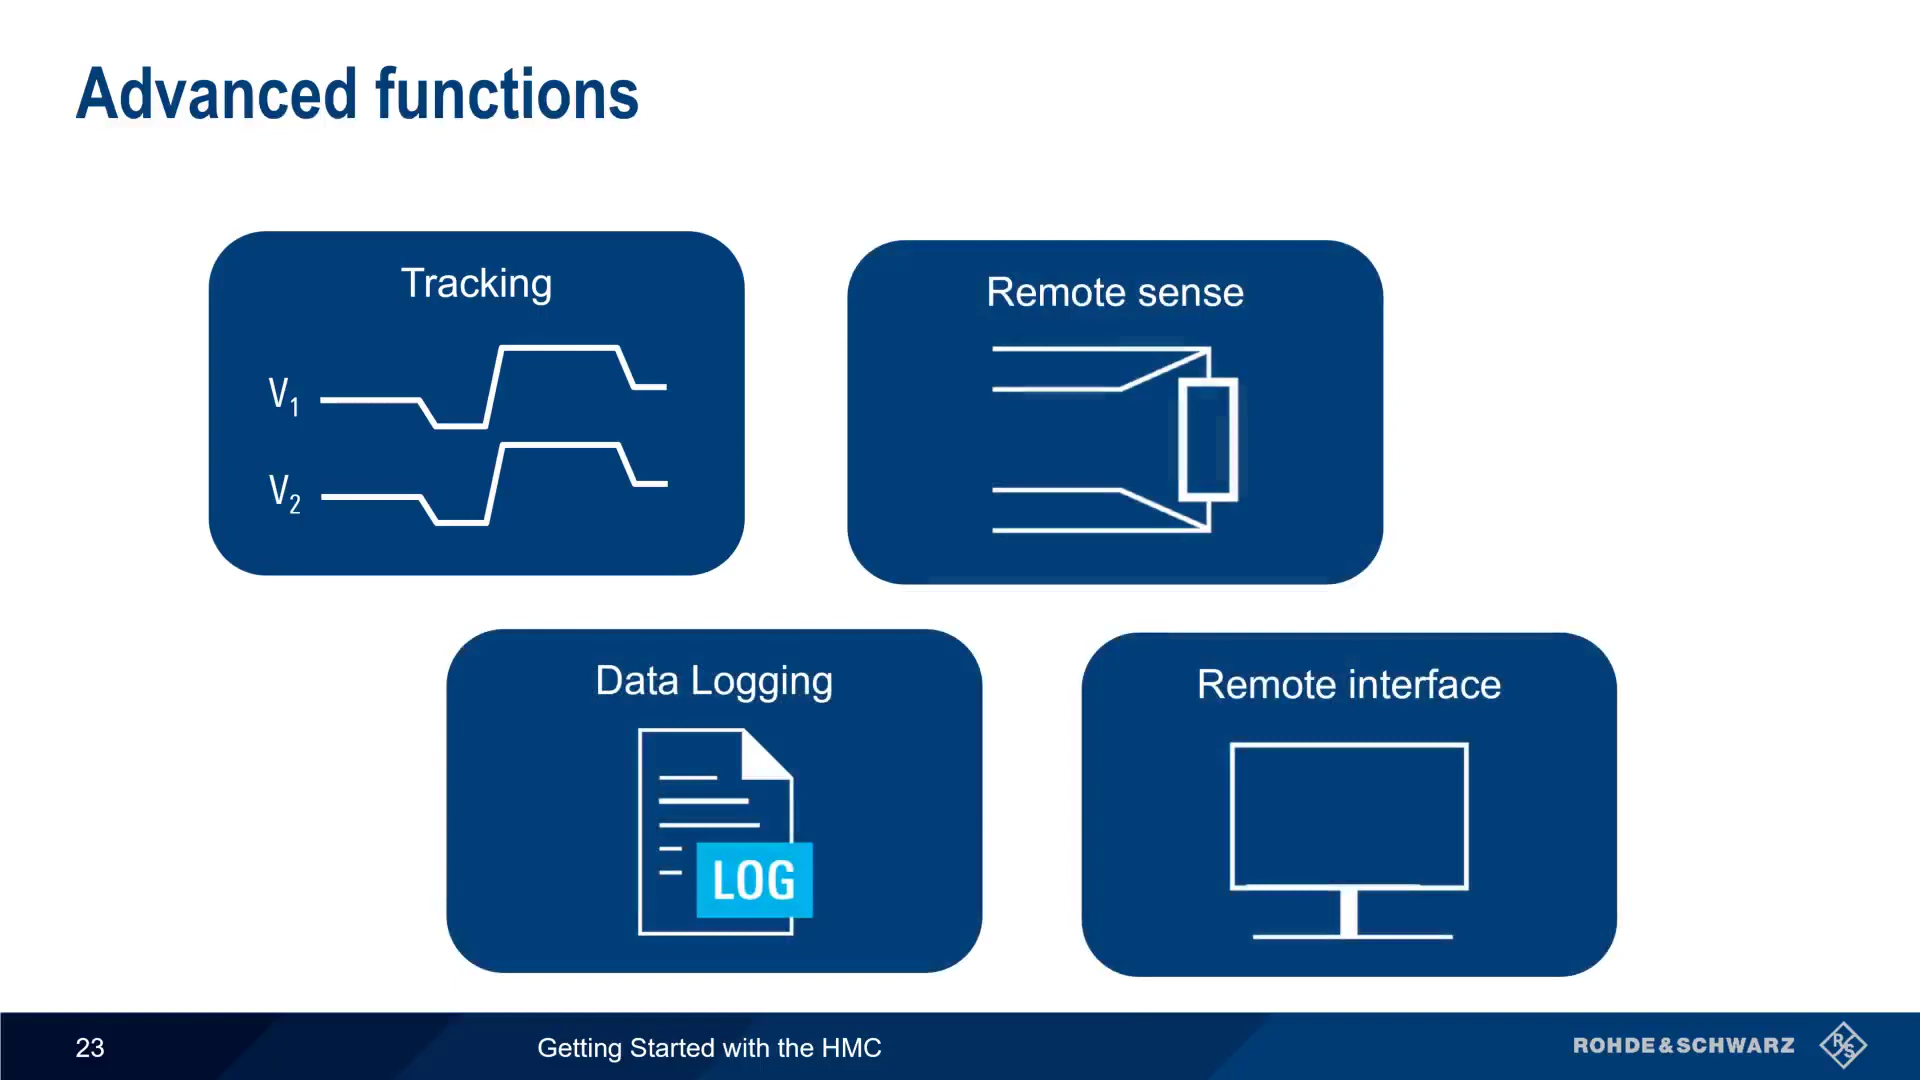 Advanced functions
Tracking
V1
V2
Remote sense
Data Logging
LOG
Remote interface
23
Getting Started with the HMC
ROHDE&SCHWARZ
R S